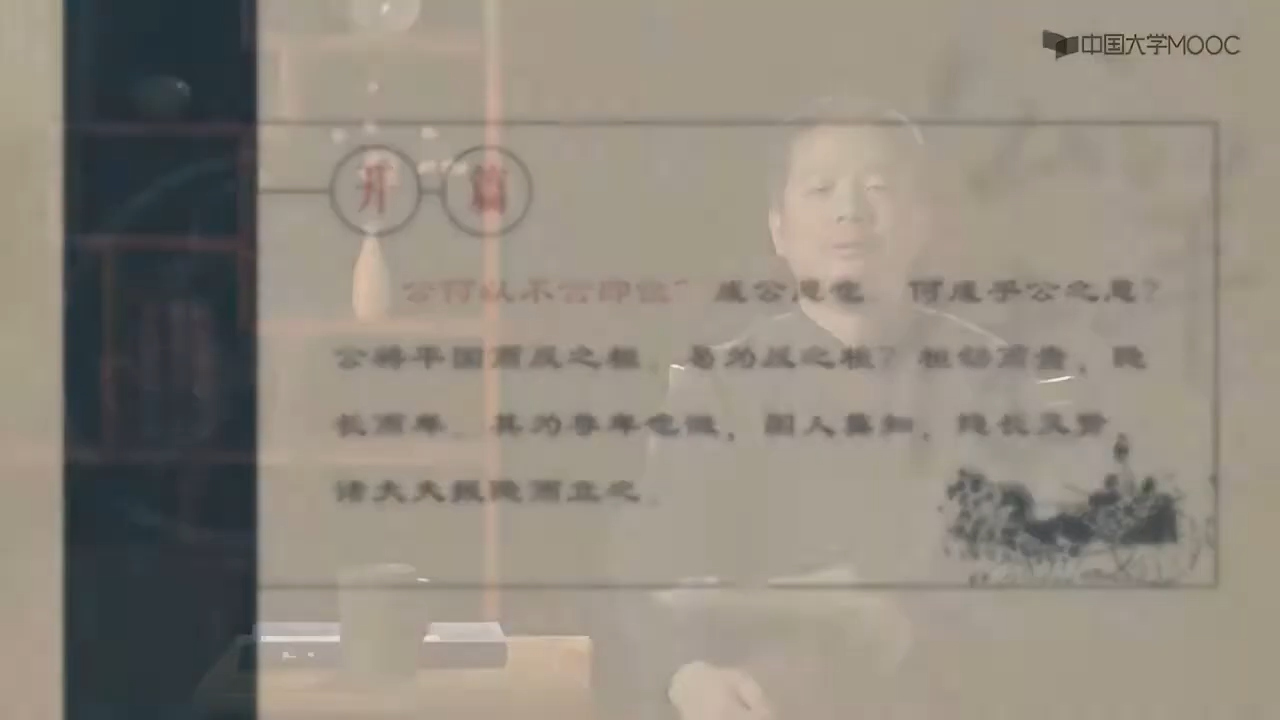 中国大学MOOC
开篇
公何以不言即位？成公意也。何成乎公之意？
公将平国而反之桓。曷为反之桓？桓幼而贵，隐
长而卑。其为尊卑也微，国人莫知，隐长又贤，
诸大夫扳隐而立之。